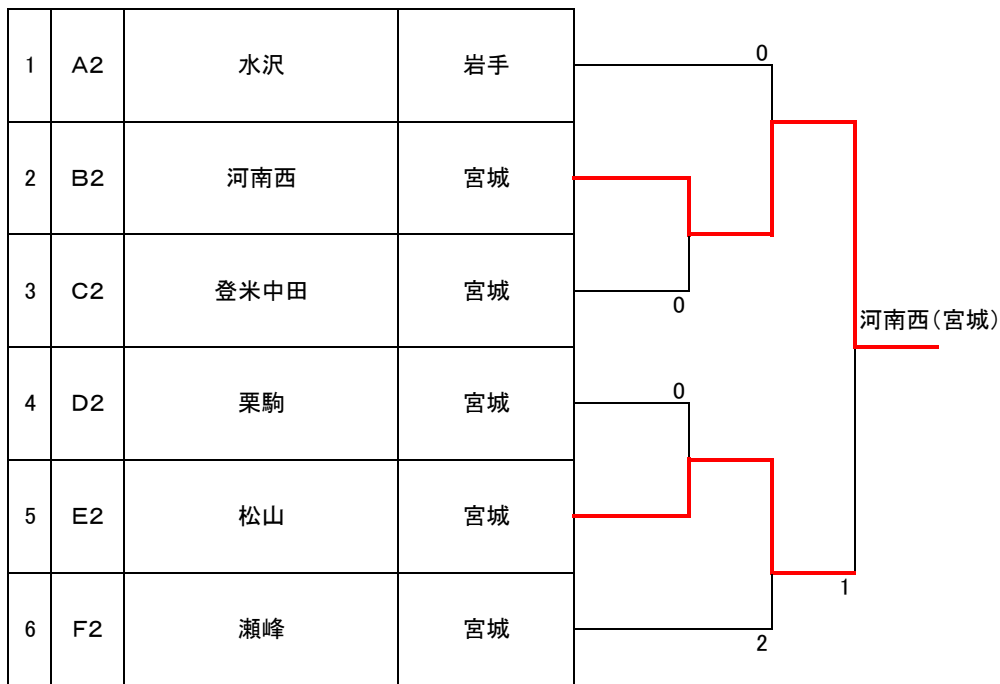 1 A2 水沢 岩手 0
2 B2 河南西 宮城
3 C2 登米中田 宮城 0
河南西(宮城)
4 D2 栗駒 宮城 0
5 E2 松山 宮城
1
6 F2 瀬峰 宮城 2